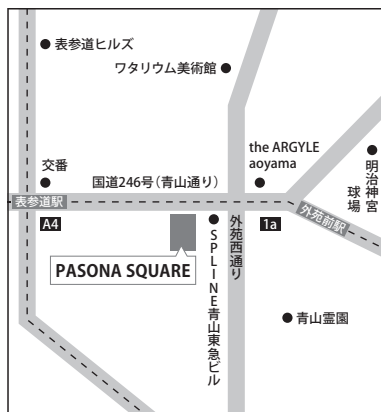 表参道ヒルズ
ワタリウム美術館
the ARGYLE
aoyama
明治神宮
球場
交番
国道246号(青山通り)
表参道駅
外苑前駅
A4
1a
PASONA SQUARE
SPLINE青山東急ビル
外苑西通り
青山霊園